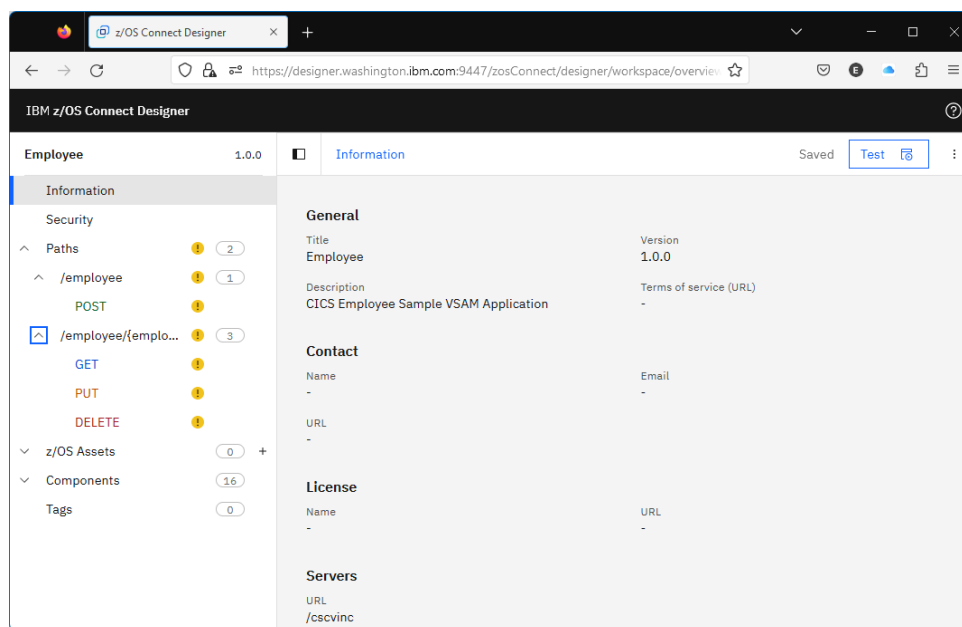 z/OS Connect Designer
https://designer.washington.ibm.com:9447/zosConnect/designer/workspace/overview
E
IBM z/OS Connect Designer
Employee 1.0.0
Information
Saved
Test
Information
Security
Paths 2
/employee 1
POST
/employee/{emplo... 3
GET
PUT
DELETE
z/OS Assets 0 +
Components 16
Tags 0
General
Title Version
Employee 1.0.0
Description Terms of service (URL)
CICS Employee Sample VSAM Application -
Contact
Name Email
- -
URL
-
License
Name URL
- -
Servers
URL
/cscvinc